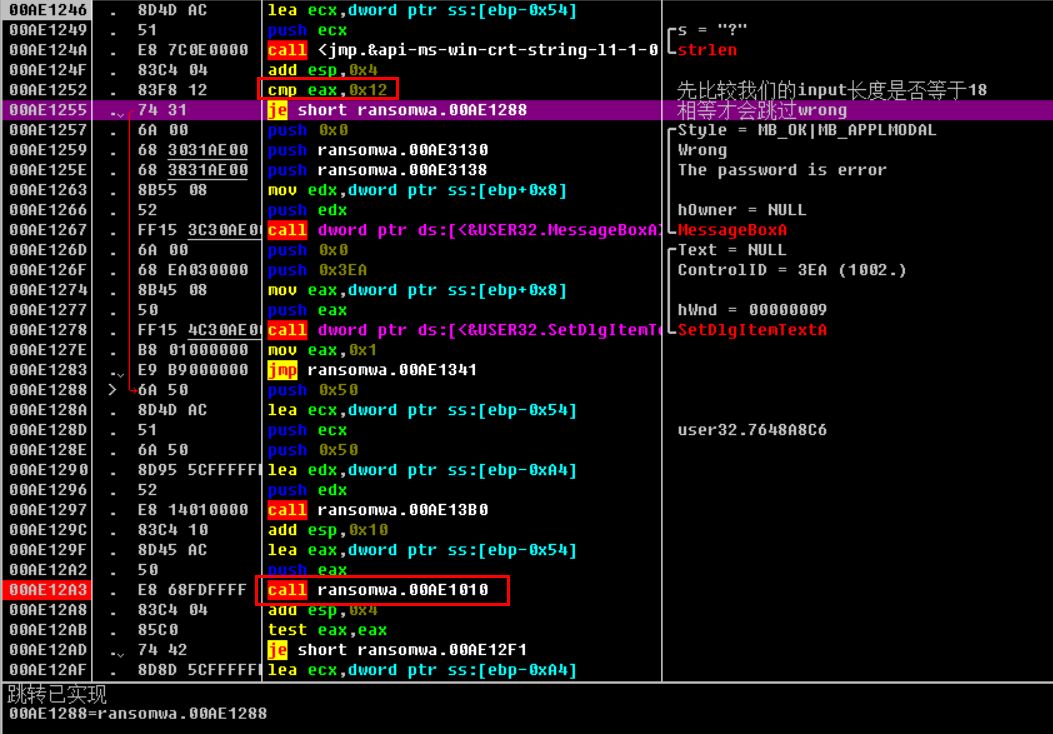 00AE1246 . 8D4D AC lea ecx,dword ptr ss:[ebp-0x54]
00AE1249 . 51 push ecx ┌s = "?"
00AE124A . E8 7C0E0000 call <jmp.&api-ms-win-crt-string-l1-1-0 └strlen
00AE124F . 83C4 04 add esp,0x4
00AE1252 . 83F8 12 cmp eax,0x12 先比较我们的input长度是否等于18
00AE1255 .⌄ 74 31 je short ransomwa.00AE1288 相等才会跳过wrong
00AE1257 . 6A 00 push 0x0 ┌Style = MB_OK|MB_APPLMODAL
00AE1259 . 68 3031AE00 push ransomwa.00AE3130 Wrong
00AE125E . 68 3831AE00 push ransomwa.00AE3138 The password is error
00AE1263 . 8B55 08 mov edx,dword ptr ss:[ebp+0x8]
00AE1266 . 52 push edx hOwner = NULL
00AE1267 . FF15 3C30AE0 call dword ptr ds:[<&USER32.MessageBoxA └MessageBoxA
00AE126D . 6A 00 push 0x0 ┌Text = NULL
00AE126F . 68 EA030000 push 0x3EA ControlID = 3EA (1002.)
00AE1274 . 8B45 08 mov eax,dword ptr ss:[ebp+0x8]
00AE1277 . 50 push eax hWnd = 00000009
00AE1278 . FF15 4C30AE0 call dword ptr ds:[<&USER32.SetDlgItemT └SetDlgItemTextA
00AE127E . B8 01000000 mov eax,0x1
00AE1283 .⌄ E9 B9000000 jmp ransomwa.00AE1341
00AE1288 > 6A 50 push 0x50
00AE128A . 8D4D AC lea ecx,dword ptr ss:[ebp-0x54]
00AE128D . 51 push ecx user32.7648A8C6
00AE128E . 6A 50 push 0x50
00AE1290 . 8D95 5CFFFFF lea edx,dword ptr ss:[ebp-0xA4]
00AE1296 . 52 push edx
00AE1297 . E8 14010000 call ransomwa.00AE13B0
00AE129C . 83C4 10 add esp,0x10
00AE129F . 8D45 AC lea eax,dword ptr ss:[ebp-0x54]
00AE12A2 . 50 push eax
00AE12A3 . E8 68FDFFFF call ransomwa.00AE1010
00AE12A8 . 83C4 04 add esp,0x4
00AE12AB . 85C0 test eax,eax
00AE12AD .⌄ 74 42 je short ransomwa.00AE12F1
00AE12AF . 8D8D 5CFFFFF lea ecx,dword ptr ss:[ebp-0xA4]
跳转已实现
00AE1288=ransomwa.00AE1288